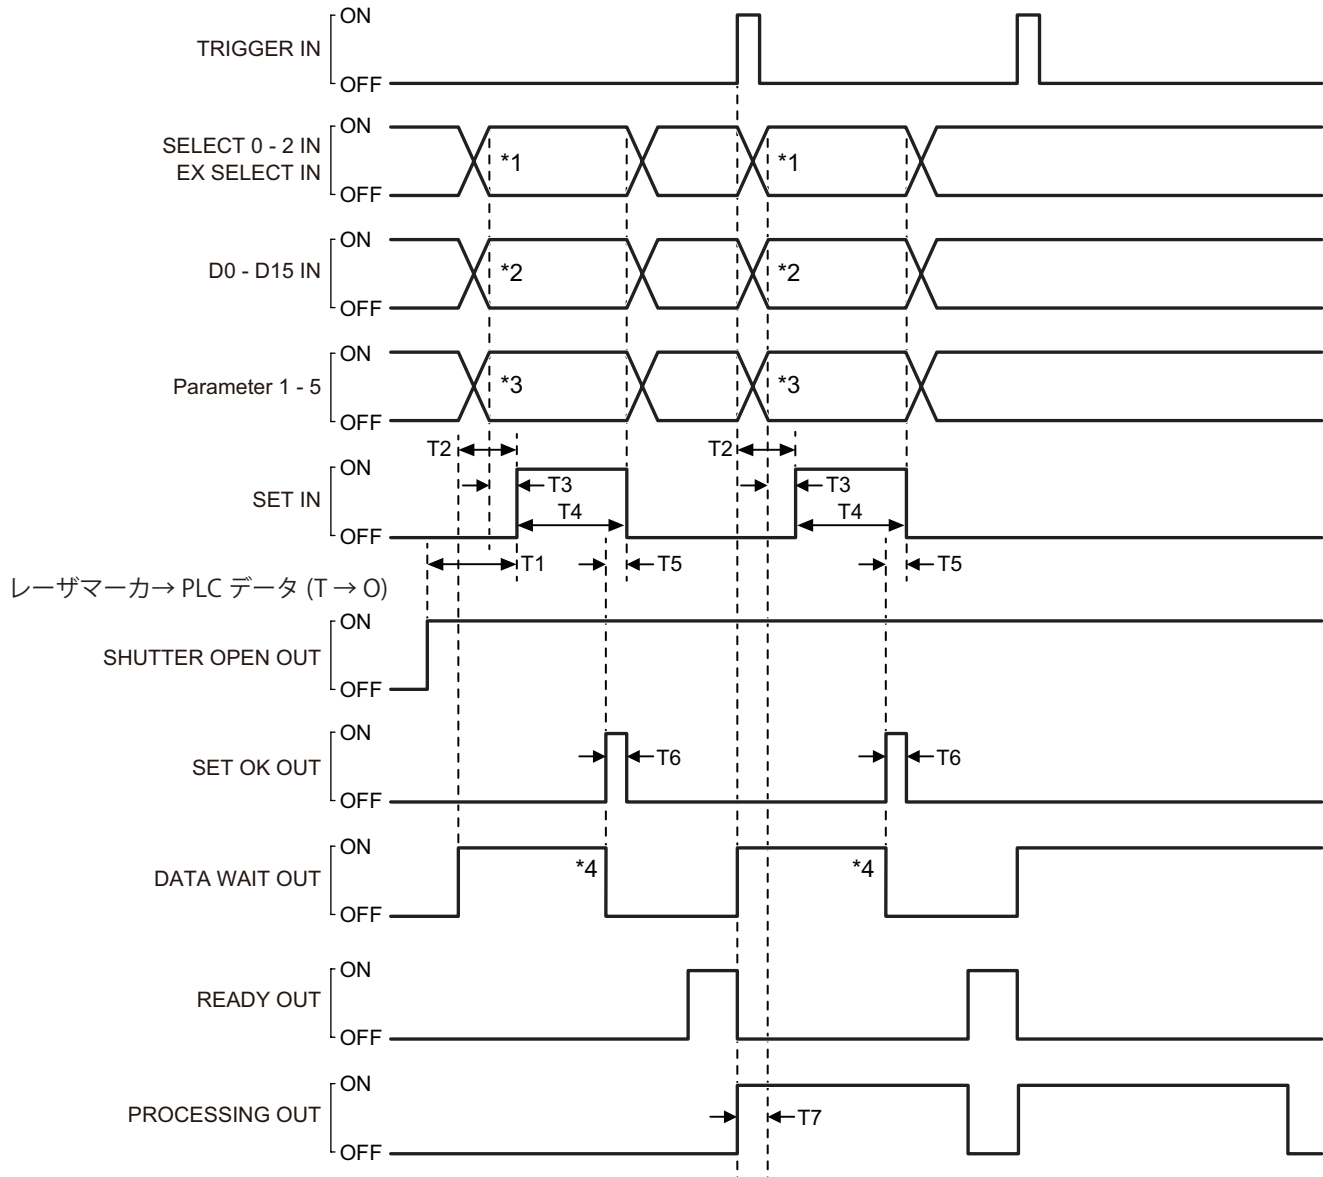 ON
TRIGGER IN
OFF
ON
SELECT 0 - 2 IN
EX SELECT IN
*1
*1
OFF
ON
D0 - D15 IN
*2
*2
OFF
ON
Parameter 1 - 5
*3
*3
OFF
T2
T2
ON
SET IN
T3
T3
T4
T4
OFF
T1
T5
T5
レーザマーカ→ PLC データ (T → O)
ON
SHUTTER OPEN OUT
OFF
ON
SET OK OUT
T6
T6
OFF
ON
DATA WAIT OUT
*4
*4
OFF
ON
READY OUT
OFF
ON
PROCESSING OUT
T7
OFF